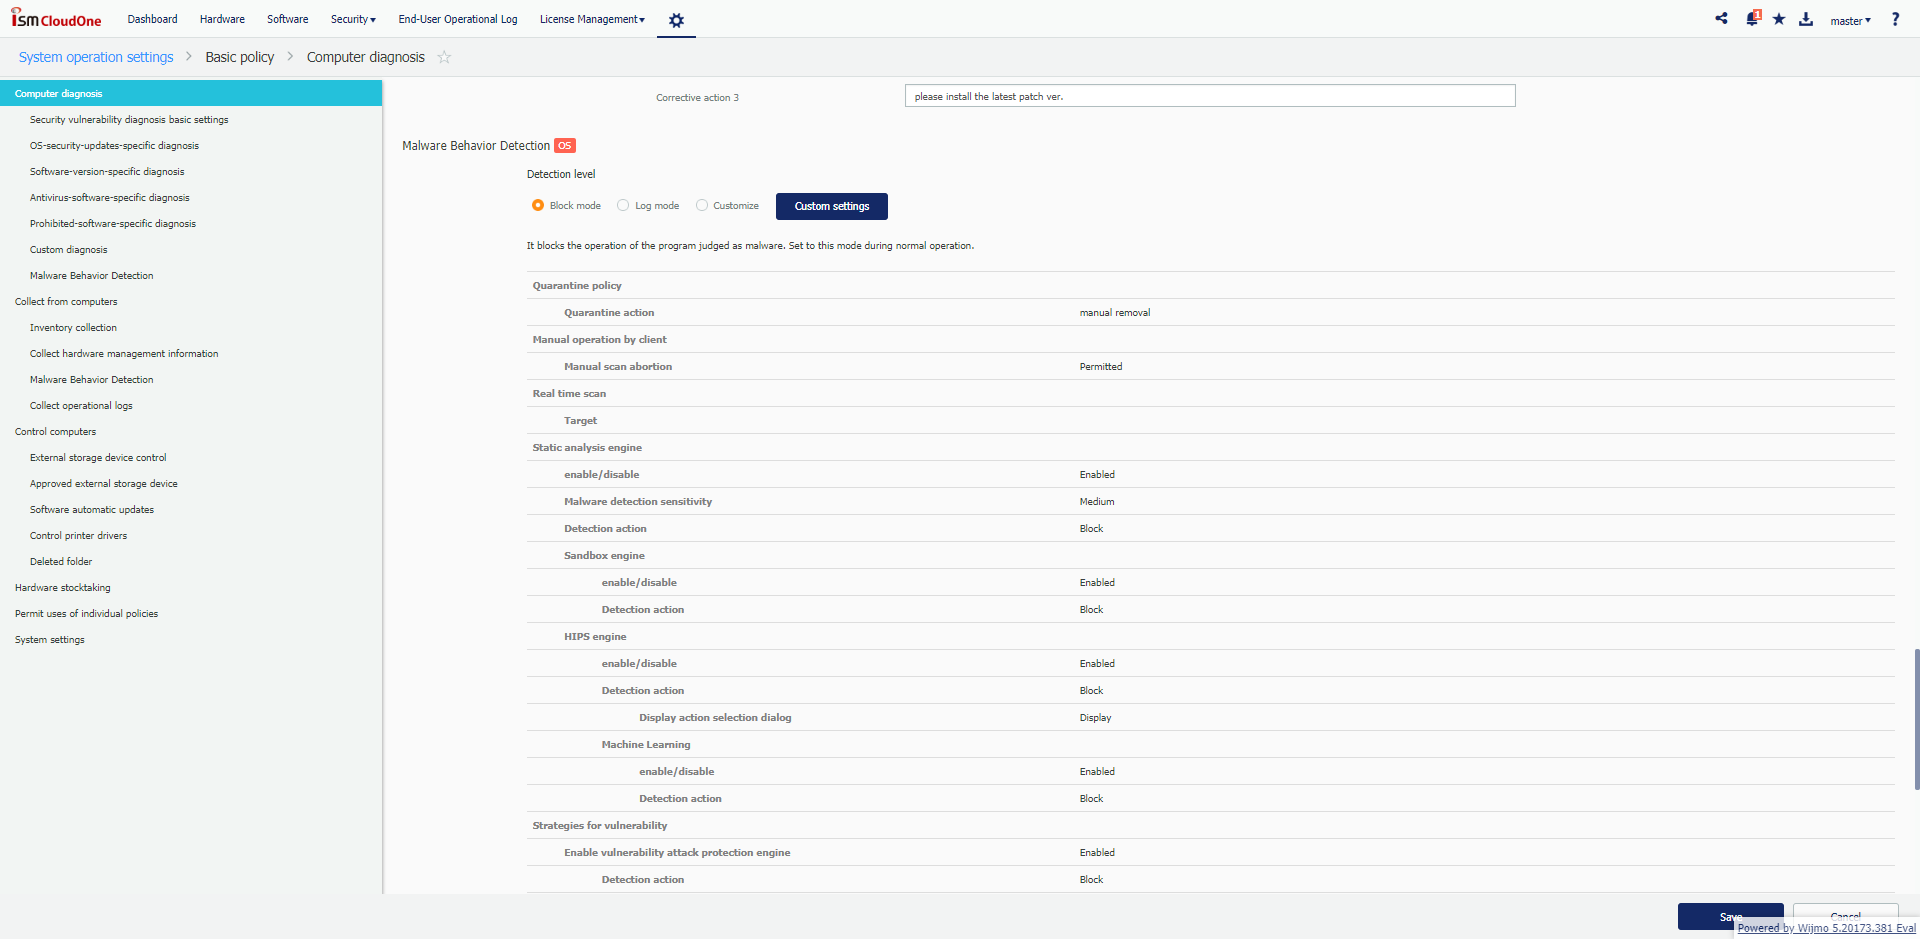 ism CloudOne Dashboard Hardware Software Security End-User Operational Log License Management 1 master ?
System operation settings > Basic policy > Computer diagnosis
Computer diagnosis
Security vulnerability diagnosis basic settings
OS-security-updates-specific diagnosis
Software-version-specific diagnosis
Antivirus-software-specific diagnosis
Prohibited-software-specific diagnosis
Custom diagnosis
Malware Behavior Detection
Collect from computers
Inventory collection
Collect hardware management information
Malware Behavior Detection
Collect operational logs
Control computers
External storage device control
Approved external storage device
Software automatic updates
Control printer drivers
Deleted folder
Hardware stocktaking
Permit uses of individual policies
System settings
Corrective action 3 please install the latest patch ver.
Malware Behavior Detection OS
Detection level
Block mode Log mode Customize Custom settings
It blocks the operation of the program judged as malware. Set to this mode during normal operation.
Quarantine policy
Quarantine action manual removal
Manual operation by client
Manual scan abortion Permitted
Real time scan
Target
Static analysis engine
enable/disable Enabled
Malware detection sensitivity Medium
Detection action Block
Sandbox engine
enable/disable Enabled
Detection action Block
HIPS engine
enable/disable Enabled
Detection action Block
Display action selection dialog Display
Machine Learning
enable/disable Enabled
Detection action Block
Strategies for vulnerability
Enable vulnerability attack protection engine Enabled
Detection action Block
Save Cancel
Powered by Wijmo 5.20173.381 Eval